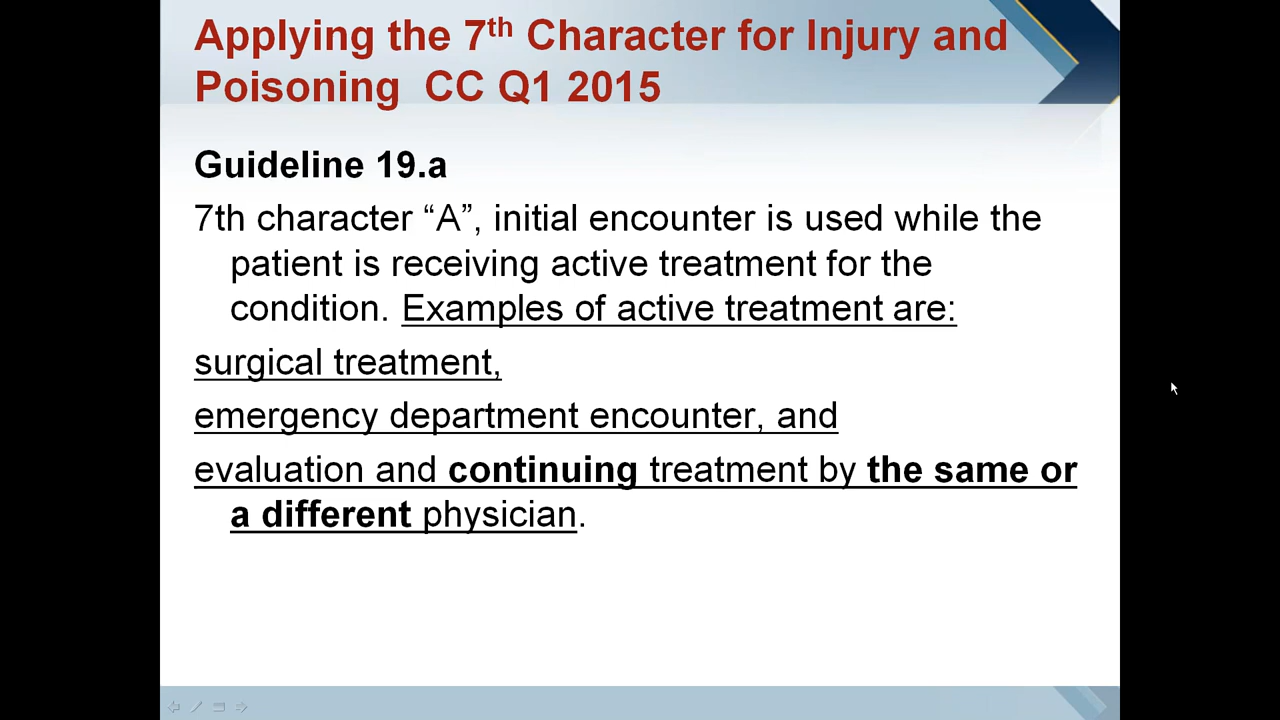 Applying the 7th Character for Injury and
Poisoning  CC Q1 2015
Guideline 19.a
7th character “A”, initial encounter is used while the
patient is receiving active treatment for the
condition. Examples of active treatment are:
surgical treatment,
emergency department encounter, and
evaluation and continuing treatment by the same or
a different physician.